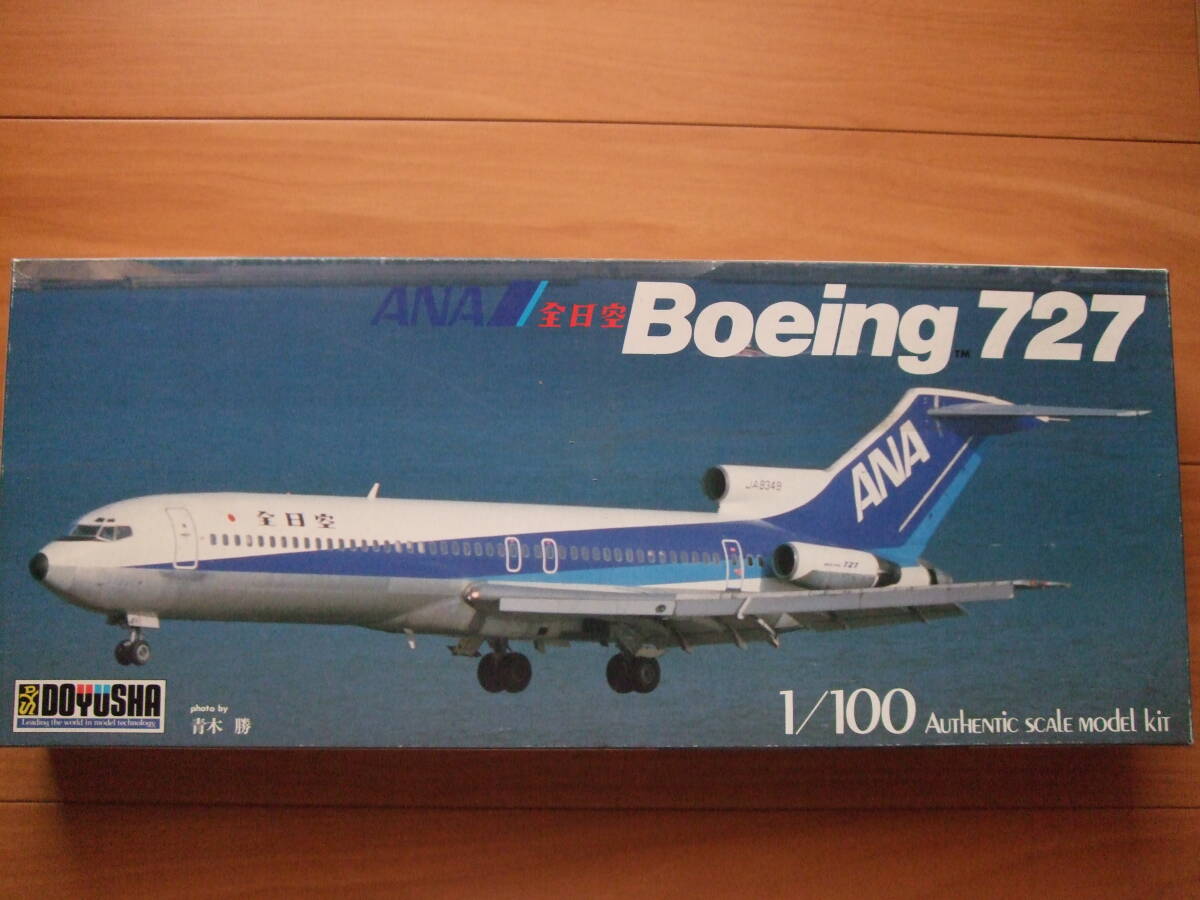 ANA 全日空 Boeing™ 727
ANA
JA8349
全日空
BOEING 727
DOYUSHA
Leading the world in model technology.
photo by
青木 勝
1/100 AUTHENTIC SCALE MODEL KIT